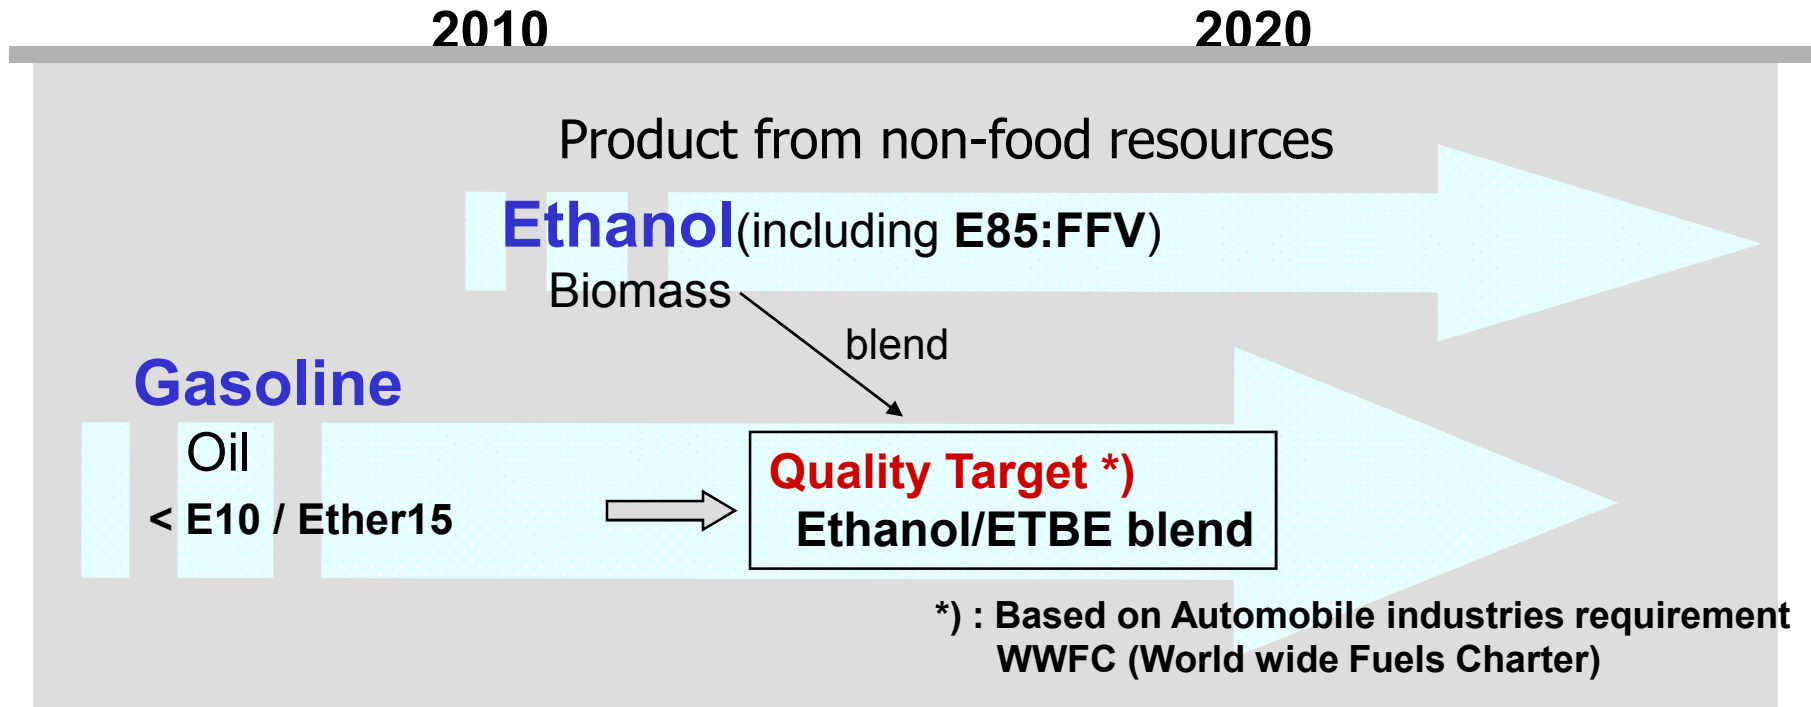 2010 2020
Product from non-food resources
Ethanol(including E85:FFV)
Biomass
blend
Gasoline
Oil
< E10 / Ether15
Quality Target *)
Ethanol/ETBE blend
*) : Based on Automobile industries requirement
WWFC (World wide Fuels Charter)